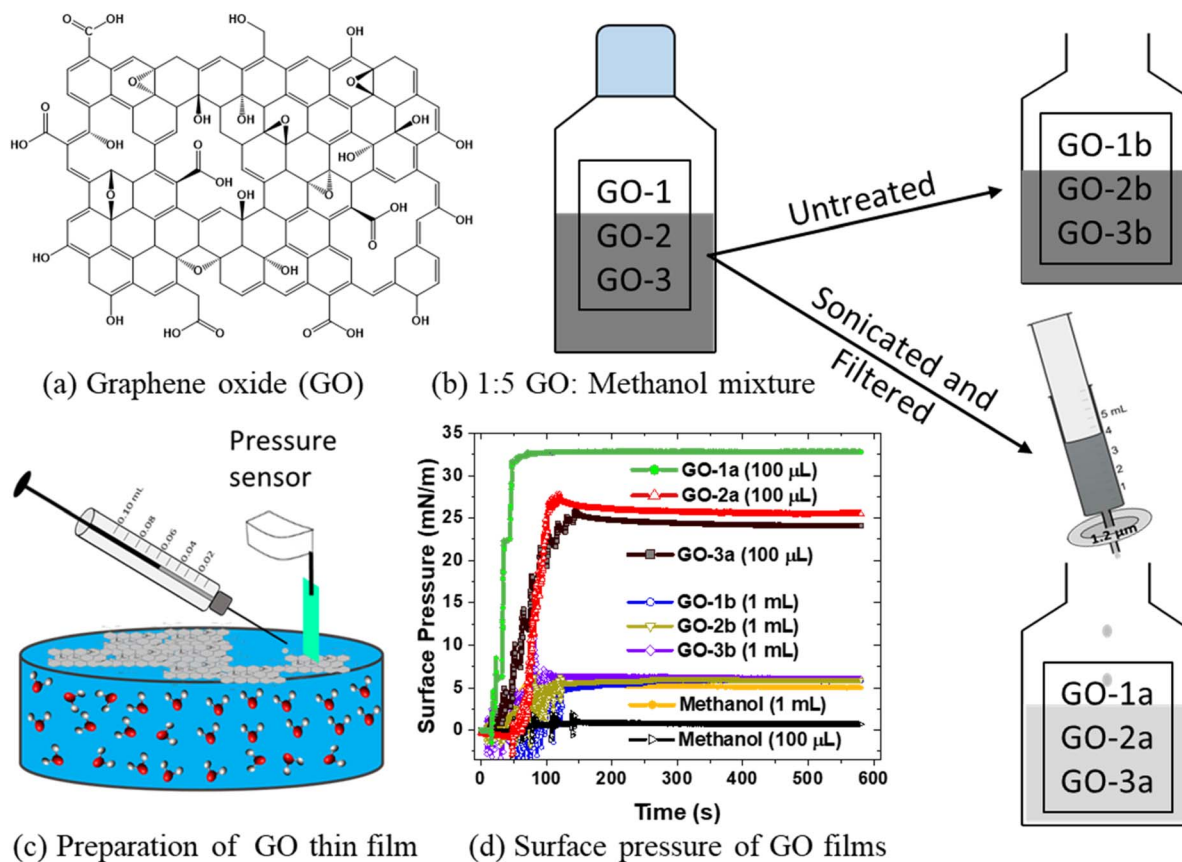 O
OH
HO
OH
O
OH
OH
O
O
HO
OH
OH
OH
HO
OH
O
OH
O
O
OH
O
O
OH
OH
HO
O
OH
OH
O
HO
O
OH
O
OH
(a) Graphene oxide (GO)
GO-1
GO-2
GO-3
(b) 1:5 GO: Methanol mixture
Untreated
GO-1b
GO-2b
GO-3b
Sonicated and
Filtered
5 mL
4
3
2
1
1.2 μm
GO-1a
GO-2a
GO-3a
Pressure
sensor
0.10 mL
0.08
0.06
0.04
0.02
(c) Preparation of GO thin film
Surface Pressure (mN/m)
35
30
25
20
15
10
5
0
GO-1a (100 μL)
GO-2a (100 μL)
GO-3a (100 μL)
GO-1b (1 mL)
GO-2b (1 mL)
GO-3b (1 mL)
Methanol (1 mL)
Methanol (100 μL)
0 100 200 300 400 500 600
Time (s)
(d) Surface pressure of GO films